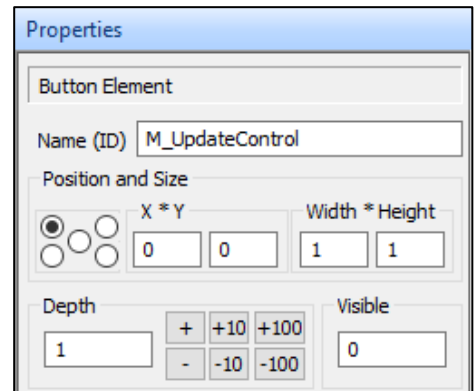 Properties
Button Element
Name (ID) M_UpdateControl
Position and Size
X * Y Width * Height
0 0 1 1
Depth Visible
+ +10 +100
1 0
- -10 -100